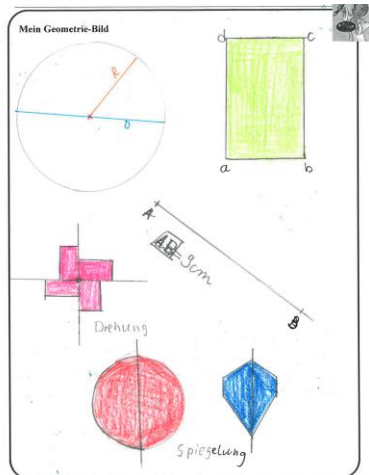 Mein Geometrie-Bild
R
D
d c
a b
A
AB = 9cm
B
Drehung
Spiegelung